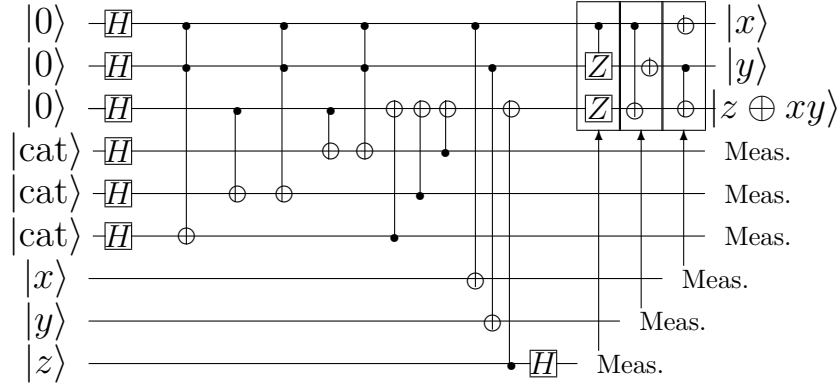 |0⟩ H |x⟩
|0⟩ H Z |y⟩
|0⟩ H Z |z ⊕ xy⟩
|cat⟩ H Meas.
|cat⟩ H Meas.
|cat⟩ H Meas.
|x⟩ Meas.
|y⟩ Meas.
|z⟩ H Meas.